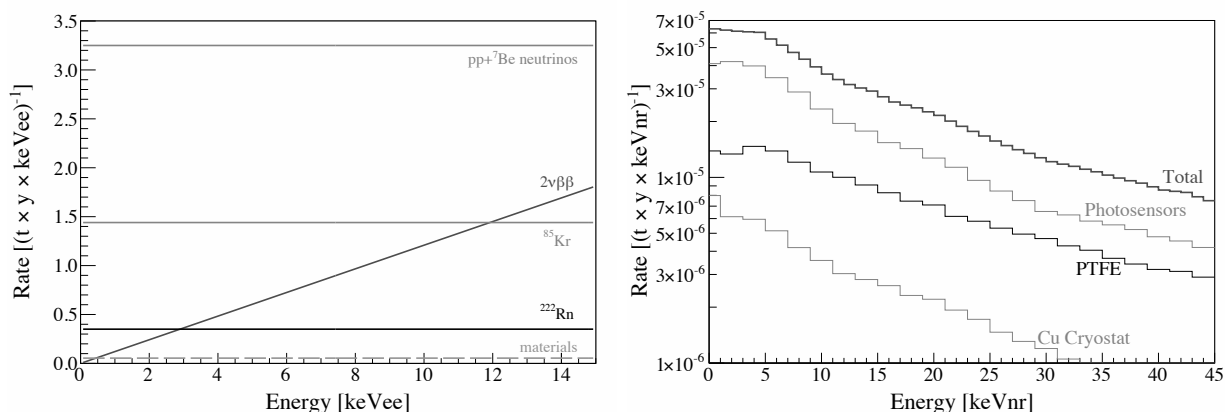 3.5
3.0
2.5
2.0
1.5
1.0
0.5
0.0
Rate [(t × y × keVee)⁻¹]
pp+⁷Be neutrinos
2νββ
⁸⁵Kr
²²²Rn
materials
0 2 4 6 8 10 12 14
Energy [keVee]
7×10⁻⁵
5×10⁻⁵
3×10⁻⁵
1×10⁻⁵
7×10⁻⁶
5×10⁻⁶
3×10⁻⁶
1×10⁻⁶
Rate [(t × y × keVnr)⁻¹]
Total
Photosensors
PTFE
Cu Cryostat
0 5 10 15 20 25 30 35 40 45
Energy [keVnr]